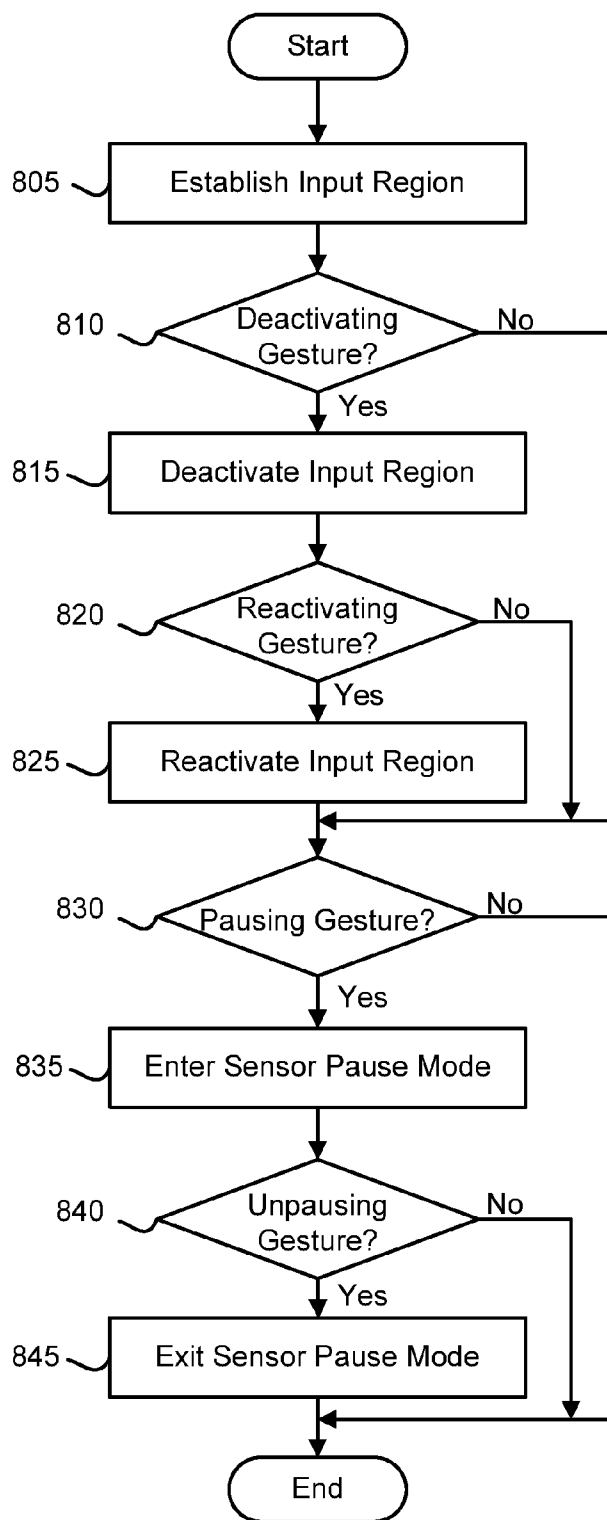 Start
805
Establish Input Region
810
Deactivating
Gesture?
No
Yes
815
Deactivate Input Region
820
Reactivating
Gesture?
No
Yes
825
Reactivate Input Region
830
Pausing Gesture?
No
Yes
835
Enter Sensor Pause Mode
840
Unpausing
Gesture?
No
Yes
845
Exit Sensor Pause Mode
End